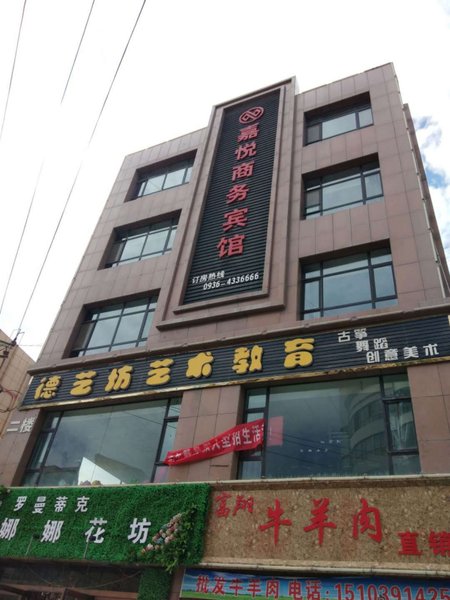 嘉悦商务宾馆
订房热线
0936-4336666
德艺坊艺术教育
古筝
舞蹈
创意美术
二楼
罗曼蒂克
娜娜花坊
牛羊肉
直销
批发牛羊肉 电话:1510391425